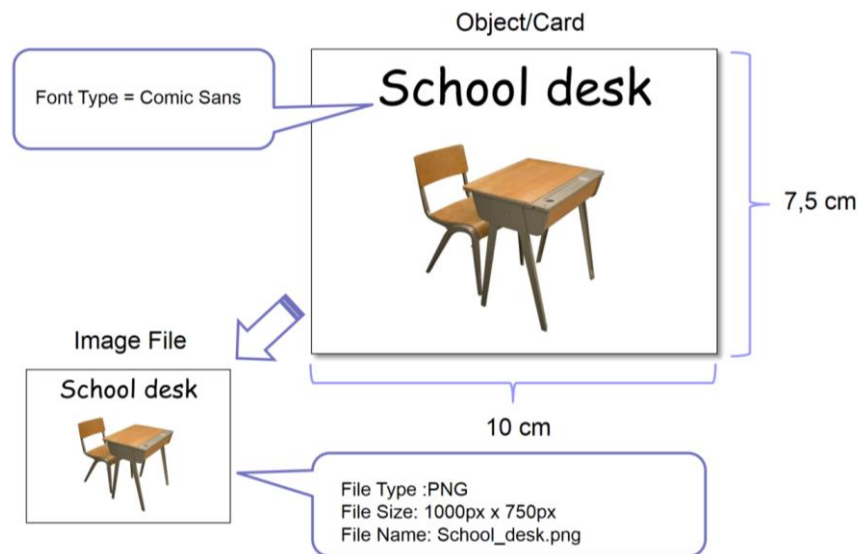 Object/Card
Font Type = Comic Sans
School desk
7,5 cm
Image File
School desk
10 cm
File Type :PNG
File Size: 1000px x 750px
File Name: School_desk.png